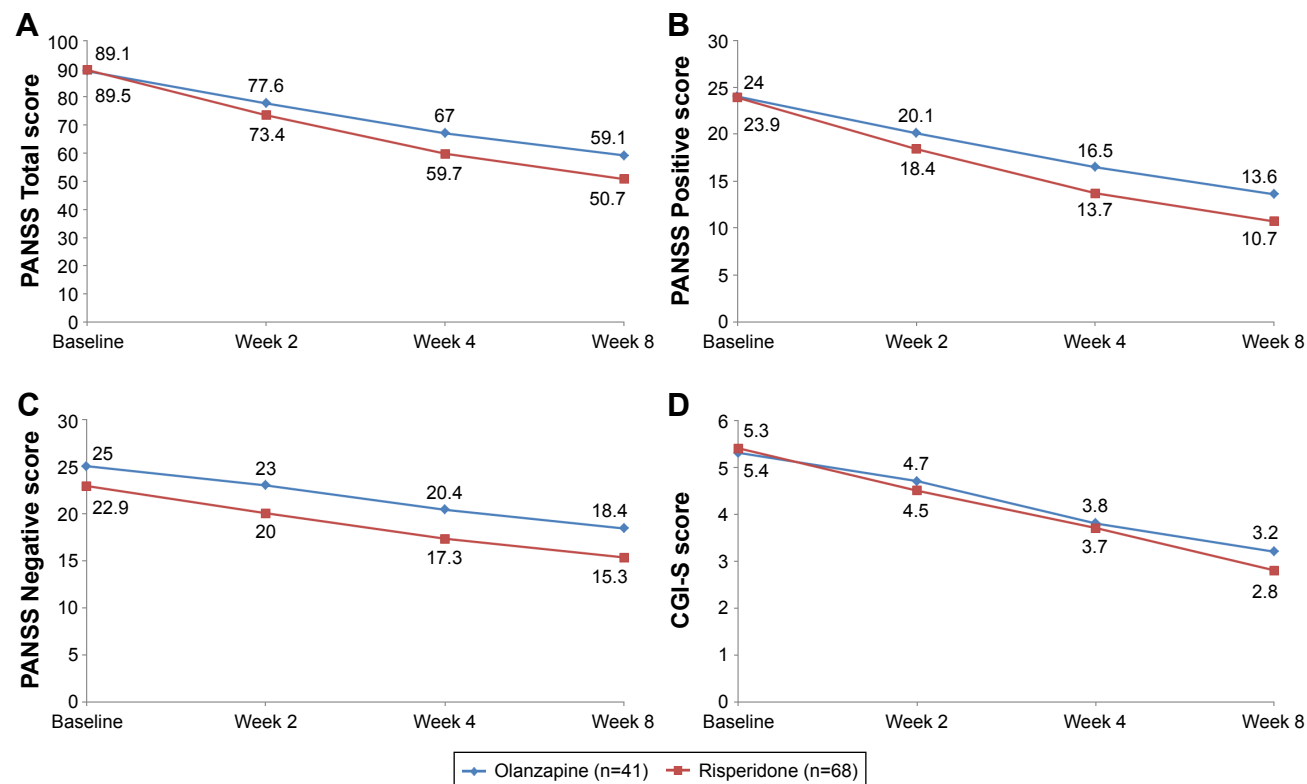 A
PANSS Total score
100
90
80
70
60
50
40
30
20
10
0
89.1
89.5
77.6
73.4
67
59.7
59.1
50.7
Baseline
Week 2
Week 4
Week 8
B
PANSS Positive score
30
25
20
15
10
5
0
24
23.9
20.1
18.4
16.5
13.7
13.6
10.7
Baseline
Week 2
Week 4
Week 8
C
PANSS Negative score
30
25
20
15
10
5
0
25
22.9
23
20
20.4
17.3
18.4
15.3
Baseline
Week 2
Week 4
Week 8
D
CGI-S score
6
5
4
3
2
1
0
5.3
5.4
4.7
4.5
3.8
3.7
3.2
2.8
Baseline
Week 2
Week 4
Week 8
Olanzapine (n=41) Risperidone (n=68)